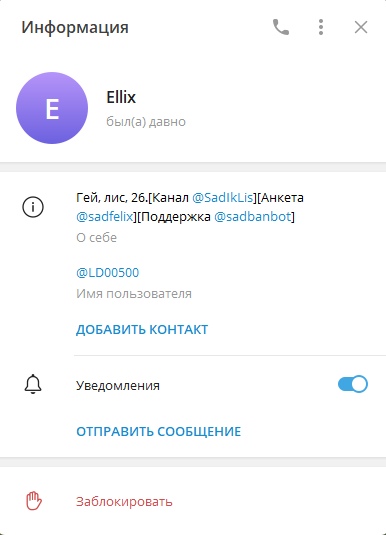 Информация
E
Ellix
был(а) давно
Гей, лис, 26.[Канал @SadIkLis][Анкета
@sadfelix][Поддержка @sadbanbot]
О себе
@LD00500
Имя пользователя
ДОБАВИТЬ КОНТАКТ
Уведомления
ОТПРАВИТЬ СООБЩЕНИЕ
Заблокировать